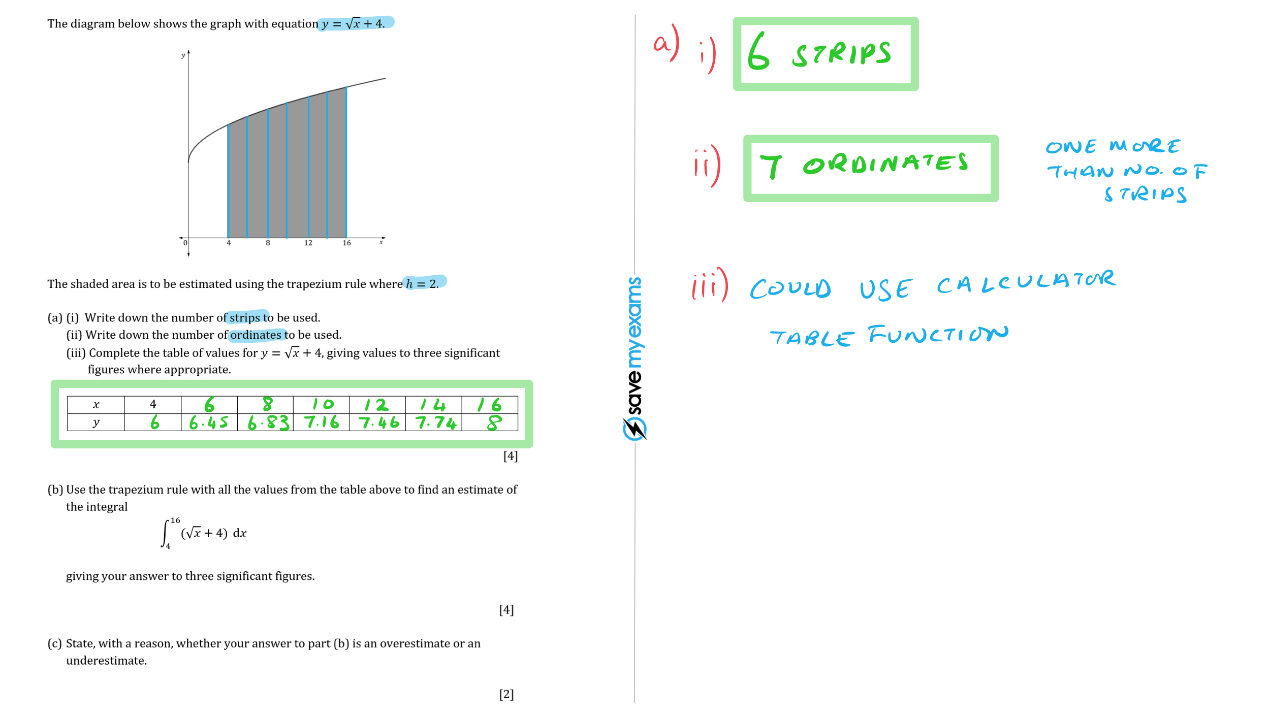 The diagram below shows the graph with equation y = √x + 4.
y
0 4 8 12 16 x
The shaded area is to be estimated using the trapezium rule where h = 2.
(a) (i) Write down the number of strips to be used.
(ii) Write down the number of ordinates to be used.
(iii) Complete the table of values for y = √x + 4, giving values to three significant
figures where appropriate.
x 4 6 8 10 12 14 16
y 6 6.45 6.83 7.16 7.46 7.74 8
[4]
(b) Use the trapezium rule with all the values from the table above to find an estimate of
the integral
∫₄¹⁶ (√x + 4) dx
giving your answer to three significant figures.
[4]
(c) State, with a reason, whether your answer to part (b) is an overestimate or an
underestimate.
[2]
save my exams
a) i) 6 STRIPS
ii) 7 ORDINATES
ONE MORE
THAN NO. OF
STRIPS
iii) COULD USE CALCULATOR
TABLE FUNCTION